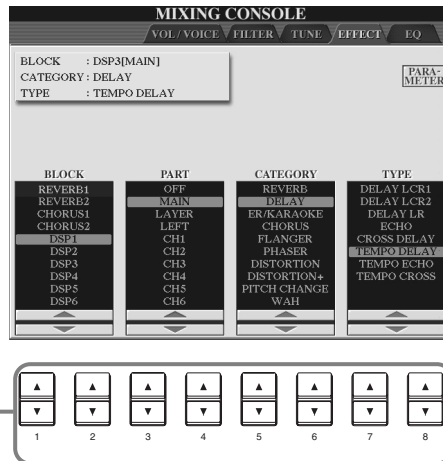 MIXING CONSOLE
VOL/VOICE FILTER TUNE EFFECT EQ
BLOCK : DSP3[MAIN]
CATEGORY : DELAY
TYPE : TEMPO DELAY
PARA-
METER
BLOCK
REVERB1
REVERB2
CHORUS1
CHORUS2
DSP1
DSP2
DSP3
DSP4
DSP5
DSP6
PART
OFF
MAIN
LAYER
LEFT
CH1
CH2
CH3
CH4
CH5
CH6
CATEGORY
REVERB
DELAY
ER/KARAOKE
CHORUS
FLANGER
PHASER
DISTORTION
DISTORTION+
PITCH CHANGE
WAH
TYPE
DELAY LCR1
DELAY LCR2
DELAY LR
ECHO
CROSS DELAY
TEMPO DELAY
TEMPO ECHO
TEMPO CROSS
1 2 3 4 5 6 7 8